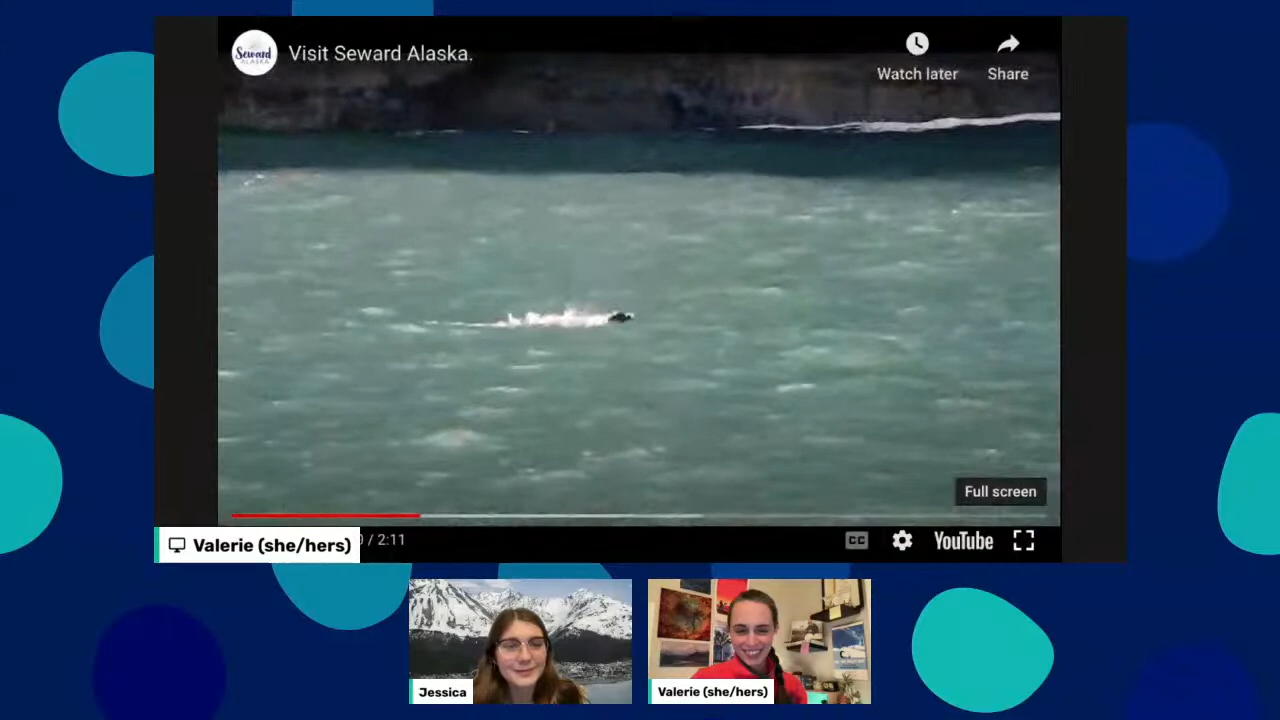 Seward
ALASKA
Visit Seward Alaska.
Watch later
Share
Full screen
Valerie (she/hers)
/ 2:11
CC
YouTube
Jessica
Valerie (she/hers)